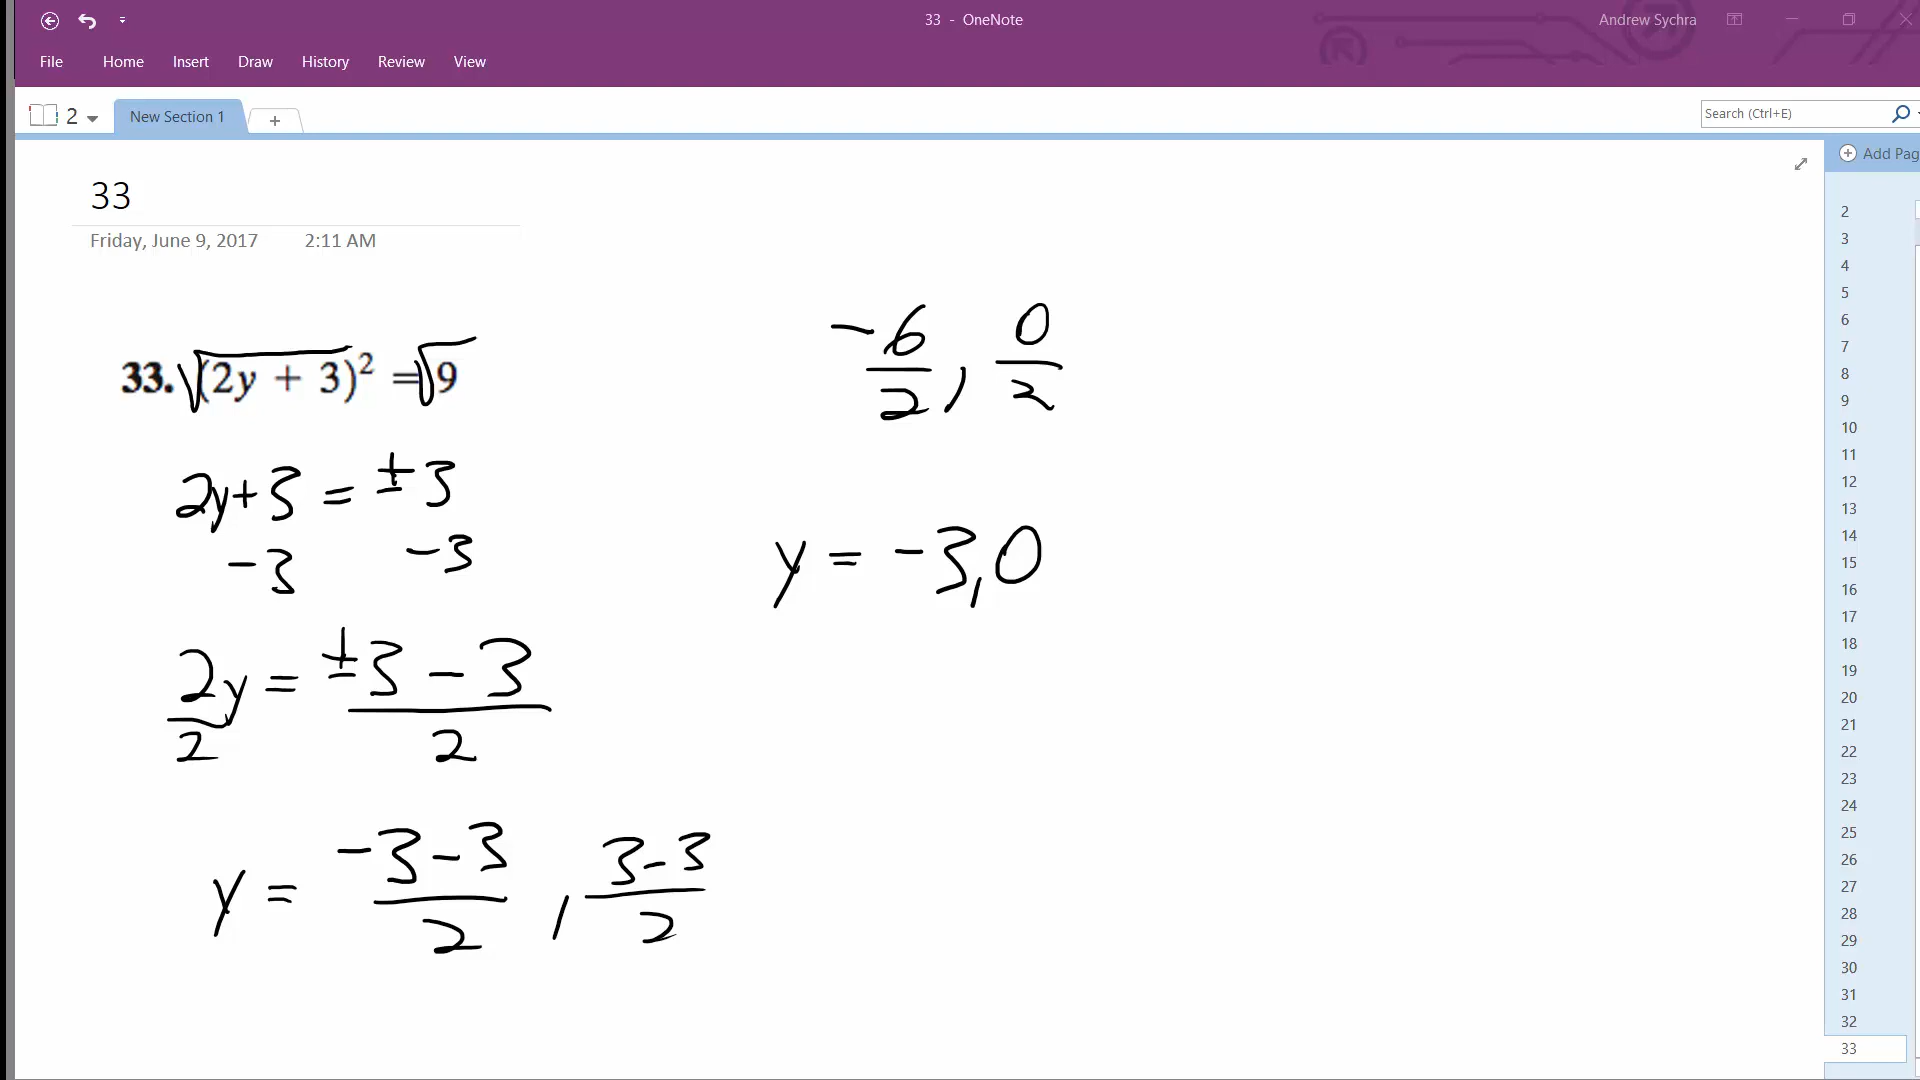 33 - OneNote
Andrew Sychra
File Home Insert Draw History Review View
2 New Section 1 +
Search (Ctrl+E)
Add Pag
33
Friday, June 9, 2017 2:11 AM
33. √(2y + 3)² = √9
2y+3 = ±3
-3 -3
2y/2 = (±3 - 3)/2
y = (-3-3)/2 , (3-3)/2
-6/2 , 0/2
y = -3,0
2
3
4
5
6
7
8
9
10
11
12
13
14
15
16
17
18
19
20
21
22
23
24
25
26
27
28
29
30
31
32
33